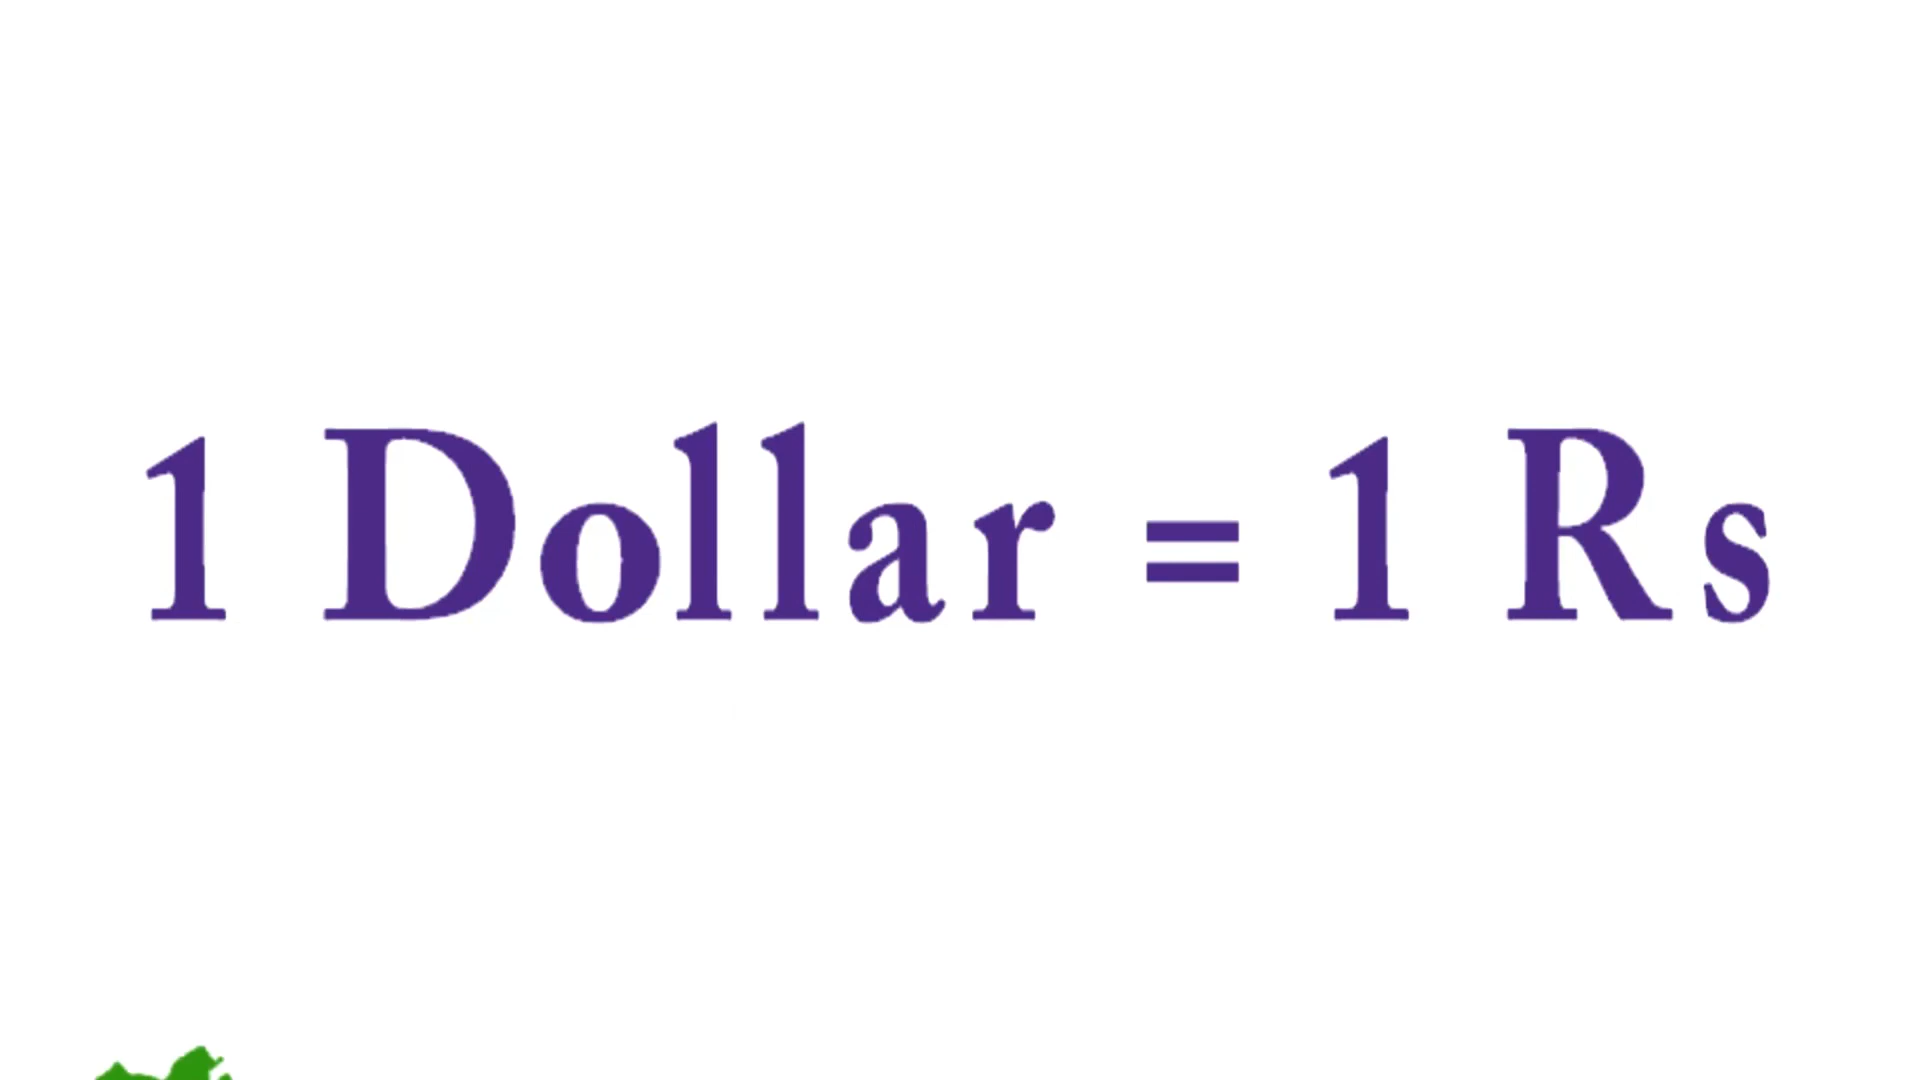 1 Dollar = 1 Rs